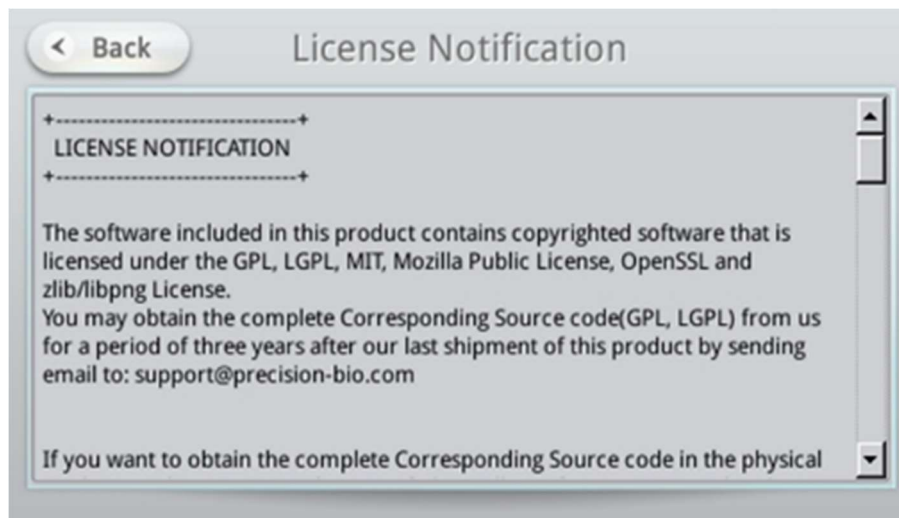 Back
License Notification
+-------------------------------+
LICENSE NOTIFICATION
+-------------------------------+
The software included in this product contains copyrighted software that is
licensed under the GPL, LGPL, MIT, Mozilla Public License, OpenSSL and
zlib/libpng License.
You may obtain the complete Corresponding Source code(GPL, LGPL) from us
for a period of three years after our last shipment of this product by sending
email to: support@precision-bio.com
If you want to obtain the complete Corresponding Source code in the physical